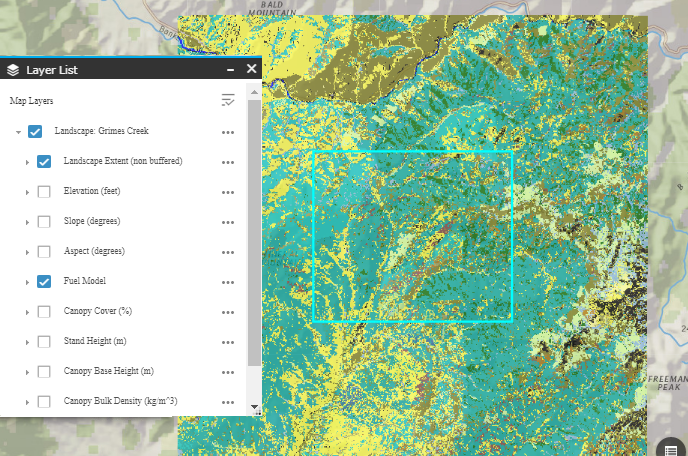 BALD
MOUNTAIN
Layer List
Map Layers
Landscape: Grimes Creek
Landscape Extent (non buffered)
Elevation (feet)
Slope (degrees)
Aspect (degrees)
Fuel Model
Canopy Cover (%)
Stand Height (m)
Canopy Base Height (m)
Canopy Bulk Density (kg/m^3)
FREEMAN
PEAK